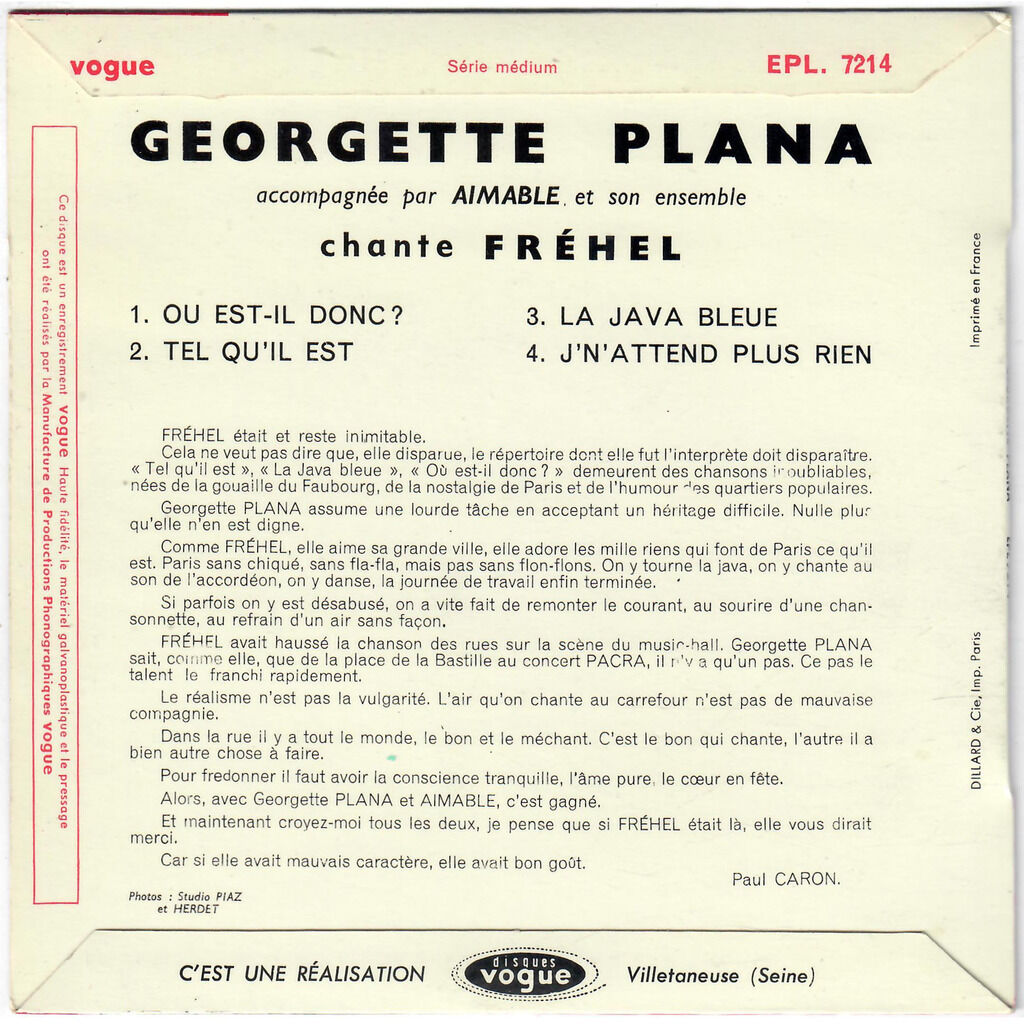 vogue
Série médium
EPL. 7214
GEORGETTE PLANA
accompagnée par AIMABLE. et son ensemble
chante FRÉHEL
1. OU EST-IL DONC ?
2. TEL QU'IL EST
3. LA JAVA BLEUE
4. J'N'ATTEND PLUS RIEN
FRÉHEL était et reste inimitable.
Cela ne veut pas dire que, elle disparue, le répertoire dont elle fut l'interprète doit disparaître.
« Tel qu'il est », « La Java bleue », « Où est-il donc ? » demeurent des chansons inoubliables,
nées de la gouaille du Faubourg, de la nostalgie de Paris et de l'humour des quartiers populaires.
Georgette PLANA assume une lourde tâche en acceptant un héritage difficile. Nulle plus
qu'elle n'en est digne.
Comme FRÉHEL, elle aime sa grande ville, elle adore les mille riens qui font de Paris ce qu'il
est. Paris sans chiqué, sans fla-fla, mais pas sans flon-flons. On y tourne la java, on y chante au
son de l'accordéon, on y danse, la journée de travail enfin terminée.
Si parfois on y est désabusé, on a vite fait de remonter le courant, au sourire d'une chan-
sonnette, au refrain d'un air sans façon.
FRÉHEL avait haussé la chanson des rues sur la scène du music-hall. Georgette PLANA
sait, comme elle, que de la place de la Bastille au concert PACRA, il n'y a qu'un pas. Ce pas le
talent le franchi rapidement.
Le réalisme n'est pas la vulgarité. L'air qu'on chante au carrefour n'est pas de mauvaise
compagnie.
Dans la rue il y a tout le monde, le bon et le méchant. C'est le bon qui chante, l'autre il a
bien autre chose à faire.
Pour fredonner il faut avoir la conscience tranquille, l'âme pure, le cœur en fête.
Alors, avec Georgette PLANA et AIMABLE, c'est gagné.
Et maintenant croyez-moi tous les deux, je pense que si FRÉHEL était là, elle vous dirait
merci.
Car si elle avait mauvais caractère, elle avait bon goût.
Paul CARON.
Photos : Studio PIAZ
et HERDET
Ce disque est un enregistrement VOGUE Haute fidélité, le matériel galvanoplastique et le pressage
ont été réalisés par la Manufacture de Productions Phonographiques VOGUE
Imprimé en France
DILLARD & Cie, Imp. Paris
C'EST UNE RÉALISATION
disques
vogue
Villetaneuse (Seine)